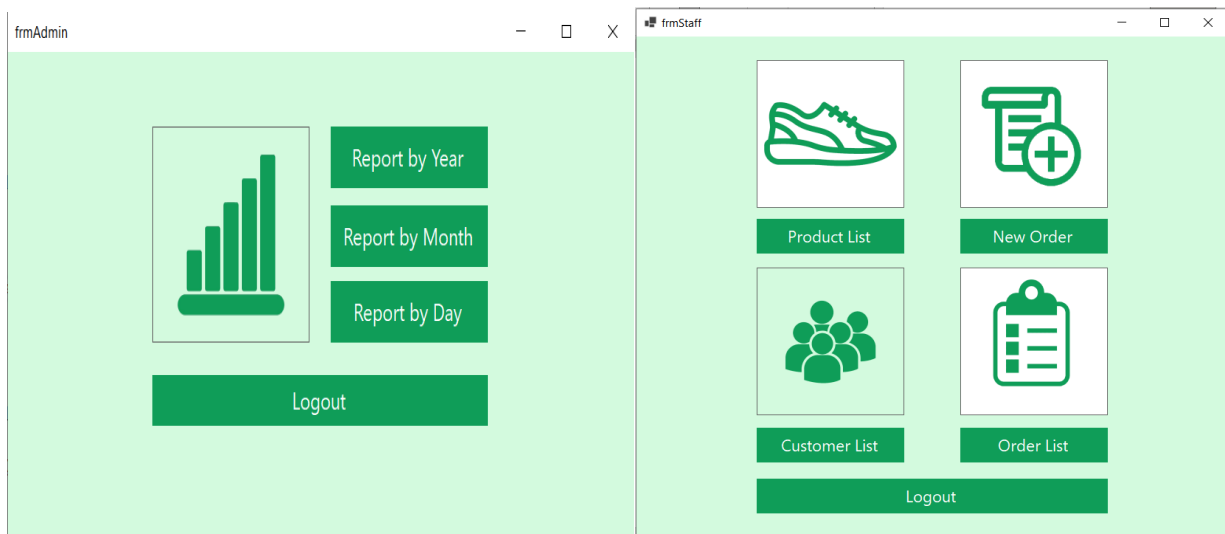 frmAdmin
Report by Year
Report by Month
Report by Day
Logout
frmStaff
Product List
New Order
Customer List
Order List
Logout